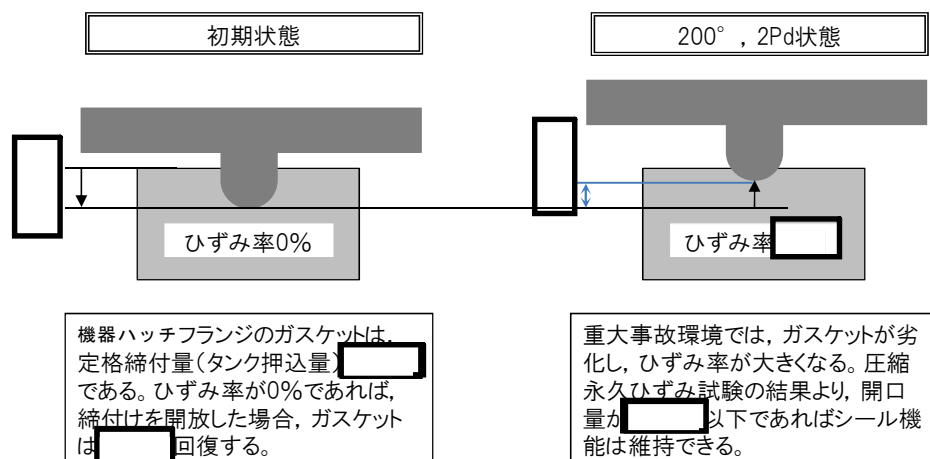 初期状態
200°，2Pd状態
ひずみ率0%
ひずみ率
機器ハッチフランジのガスケットは，
定格締付量(タンク押込量)
である。ひずみ率が0%であれば，
締付けを開放した場合，ガスケット
は 回復する。
重大事故環境では，ガスケットが劣
化し，ひずみ率が大きくなる。圧縮
永久ひずみ試験の結果より，開口
量が 以下であればシール機
能は維持できる。